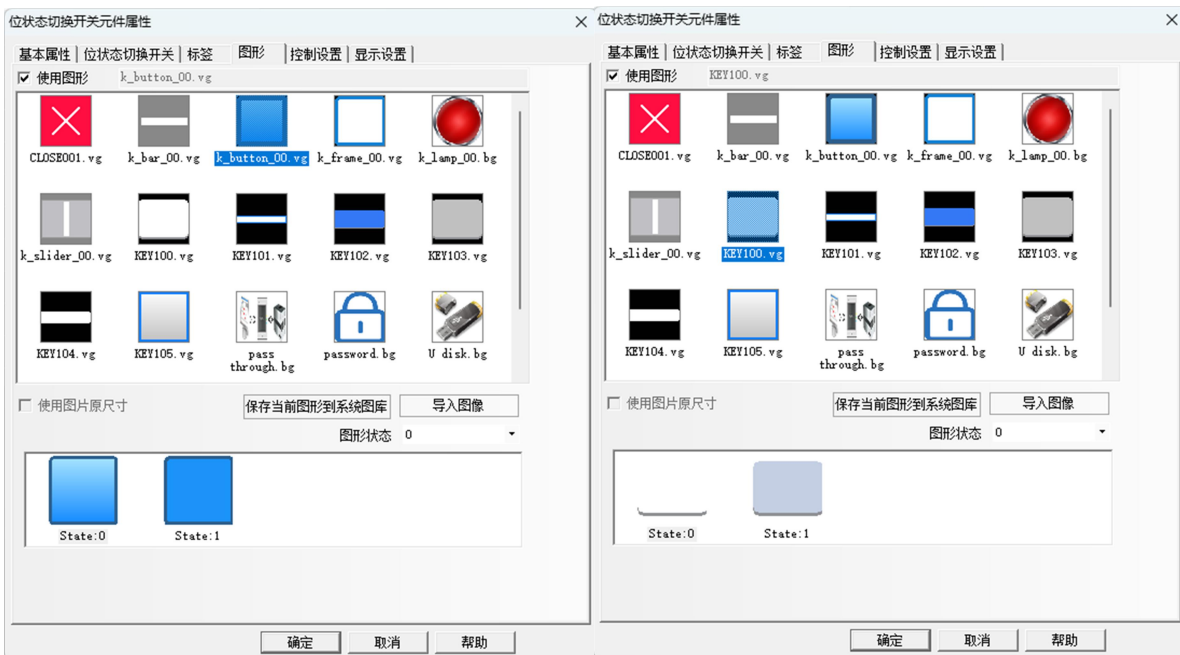 位状态切换开关元件属性
基本属性 位状态切换开关 标签 图形 控制设置 显示设置
使用图形 k_button_00.vg
CLOSE001.vg k_bar_00.vg k_button_00.vg k_frame_00.vg k_lamp_00.bg
k_slider_00.vg KEY100.vg KEY101.vg KEY102.vg KEY103.vg
KEY104.vg KEY105.vg pass through.bg password.bg U disk.bg
使用图片原尺寸 保存当前图形到系统图库 导入图像
图形状态 0
State:0 State:1
确定 取消 帮助
位状态切换开关元件属性
基本属性 位状态切换开关 标签 图形 控制设置 显示设置
使用图形 KEY100.vg
CLOSE001.vg k_bar_00.vg k_button_00.vg k_frame_00.vg k_lamp_00.bg
k_slider_00.vg KEY100.vg KEY101.vg KEY102.vg KEY103.vg
KEY104.vg KEY105.vg pass through.bg password.bg U disk.bg
使用图片原尺寸 保存当前图形到系统图库 导入图像
图形状态 0
State:0 State:1
确定 取消 帮助